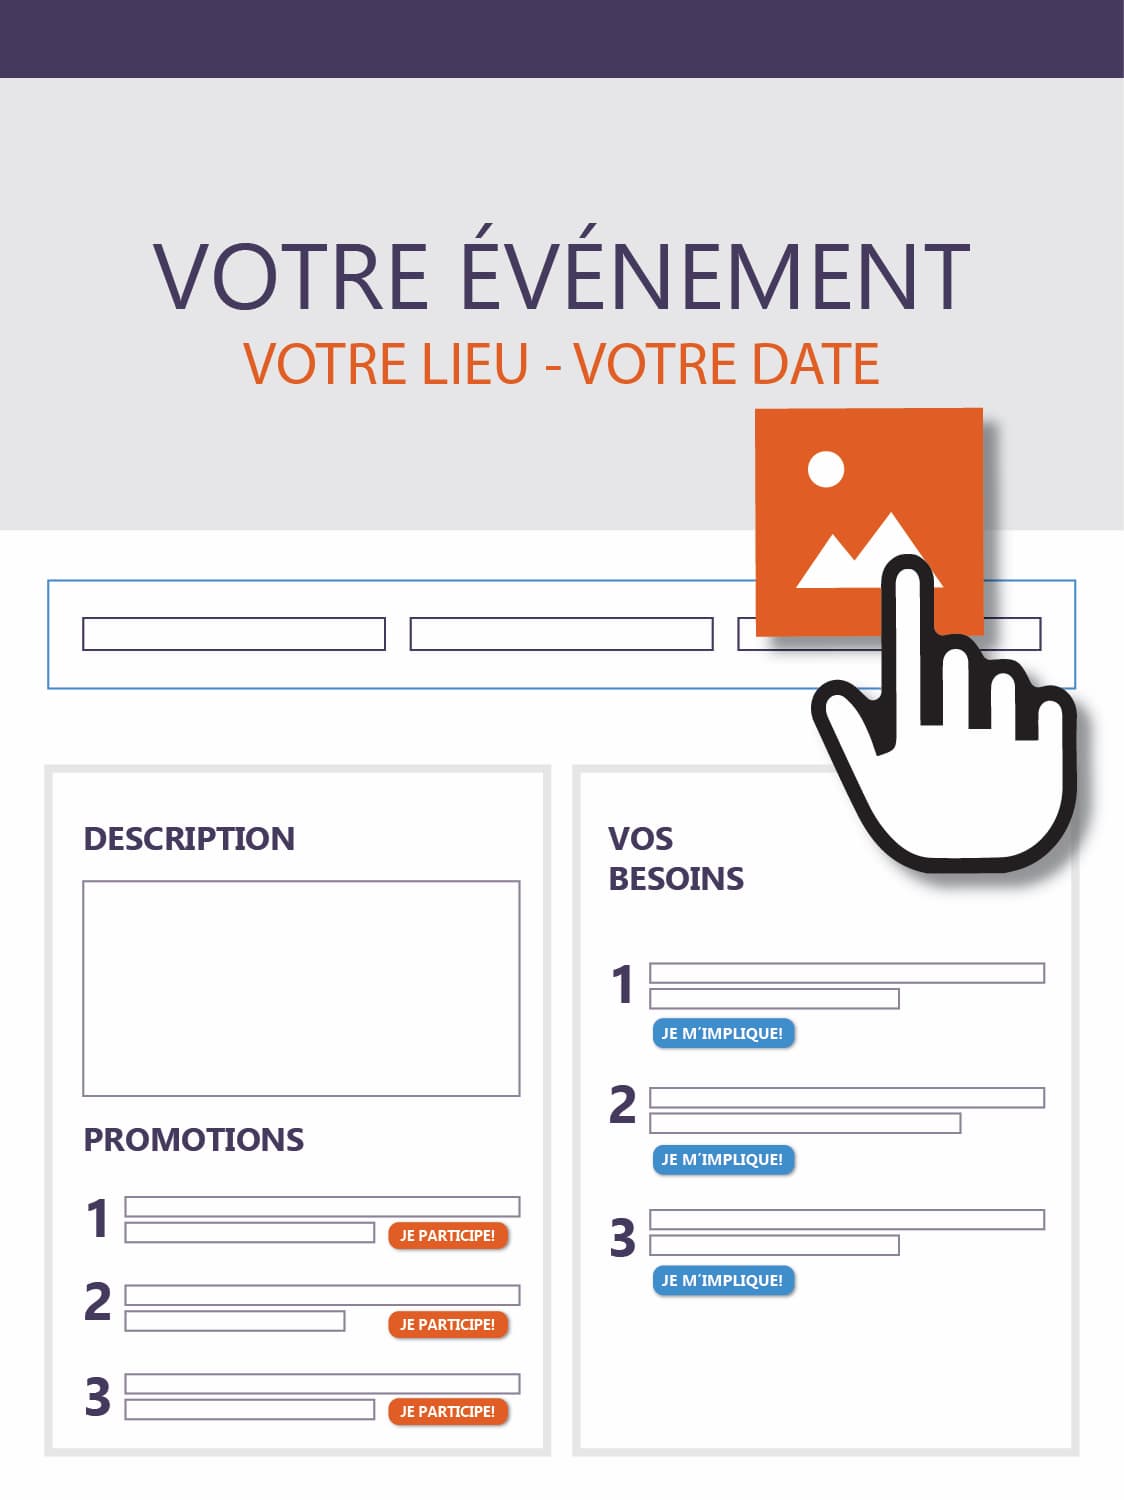 VOTRE ÉVÉNEMENT
VOTRE LIEU - VOTRE DATE
DESCRIPTION
PROMOTIONS
1
JE PARTICIPE!
2
JE PARTICIPE!
3
JE PARTICIPE!
VOS
BESOINS
1
JE M´IMPLIQUE!
2
JE M´IMPLIQUE!
3
JE M´IMPLIQUE!